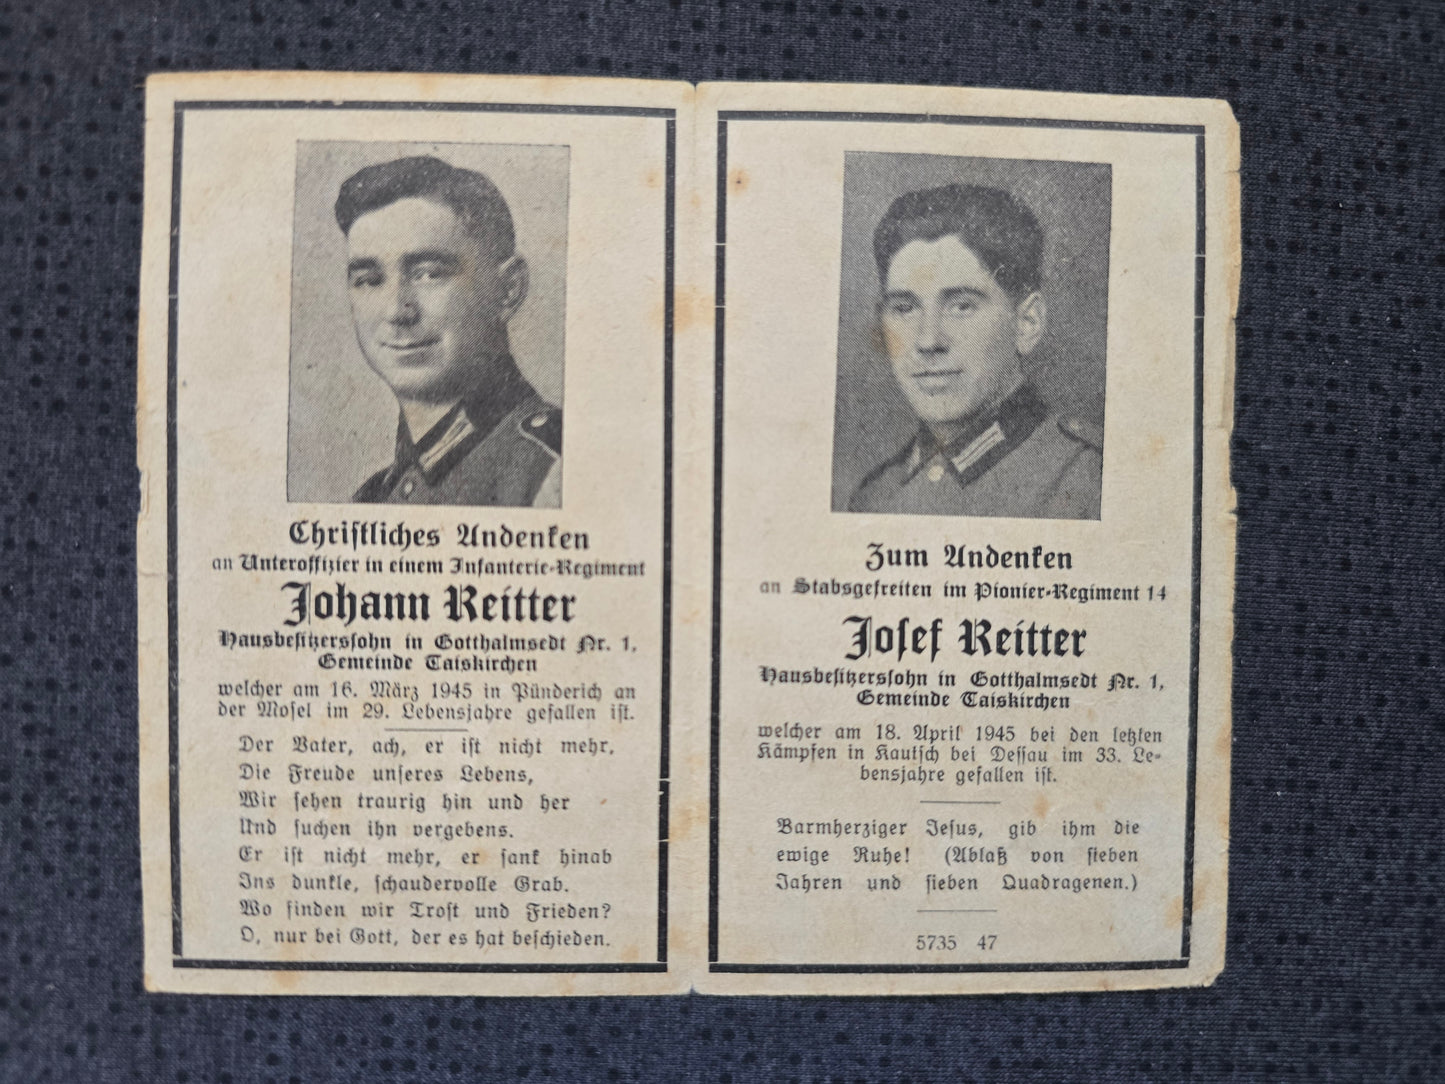 Christliches Andenken
an Unteroffizier in einem Infanterie-Regiment
Johann Reitter
Hausbesitzerssohn in Gotthalmsedt Nr. 1,
Gemeinde Taiskirchen
welcher am 16. März 1945 in Pünderich an
der Mosel im 29. Lebensjahre gefallen ist.
Der Vater, ach, er ist nicht mehr,
Die Freude unseres Lebens,
Wir sehen traurig hin und her
Und suchen ihn vergebens.
Er ist nicht mehr, er sank hinab
Ins dunkle, schaudervolle Grab.
Wo finden wir Trost und Frieden?
O, nur bei Gott, der es hat beschieden.
Zum Andenken
an Stabsgefreiten im Pionier-Regiment 14
Josef Reitter
Hausbesitzerssohn in Gotthalmsedt Nr. 1,
Gemeinde Taiskirchen
welcher am 18. April 1945 bei den letzten
Kämpfen in Kautsch bei Dessau im 33. Le-
bensjahre gefallen ist.
Barmherziger Jesus, gib ihm die
ewige Ruhe! (Ablaß von sieben
Jahren und sieben Quadragenen.)
5735 47